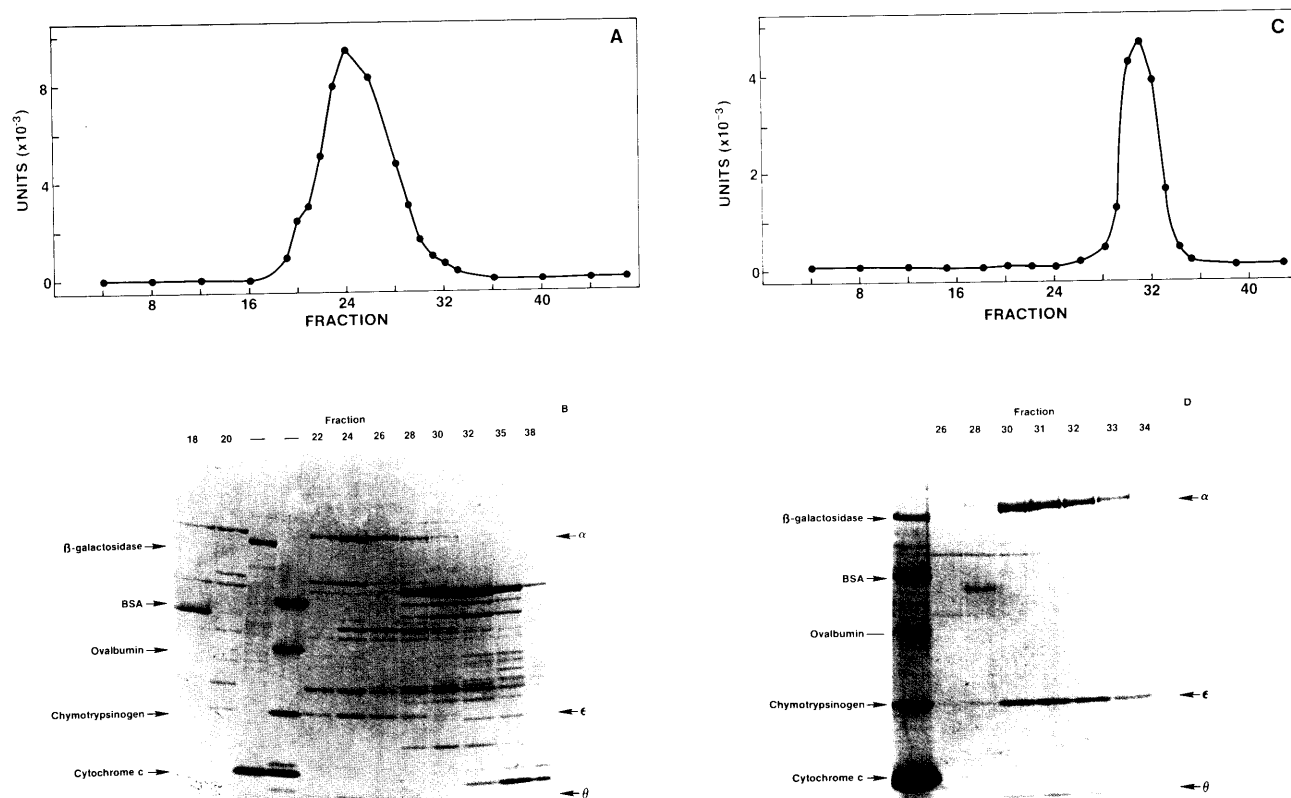 A
UNITS (x10⁻³)
8
4
0
8
16
24
32
40
FRACTION
C
UNITS (x10⁻³)
4
2
0
8
16
24
32
40
FRACTION
B
Fraction
18 20 — — 22 24 26 28 30 32 35 38
β-galactosidase
BSA
Ovalbumin
Chymotrypsinogen
Cytochrome c
α
ϵ
θ
D
Fraction
26 28 30 31 32 33 34
β-galactosidase
BSA
Ovalbumin
Chymotrypsinogen
Cytochrome c
α
ϵ
θ